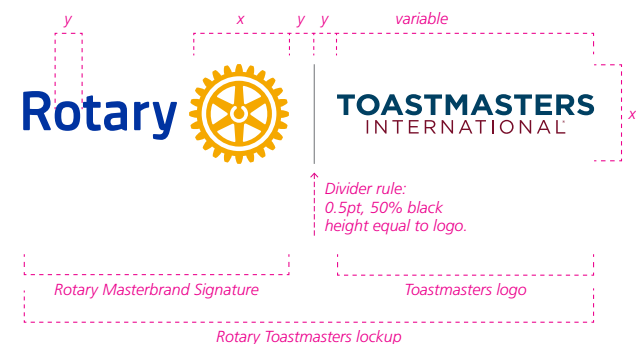 y
x
y
y
variable
Rotary
TOASTMASTERS
INTERNATIONAL
x
Divider rule:
0.5pt, 50% black
height equal to logo.
Rotary Masterbrand Signature
Toastmasters logo
Rotary Toastmasters lockup